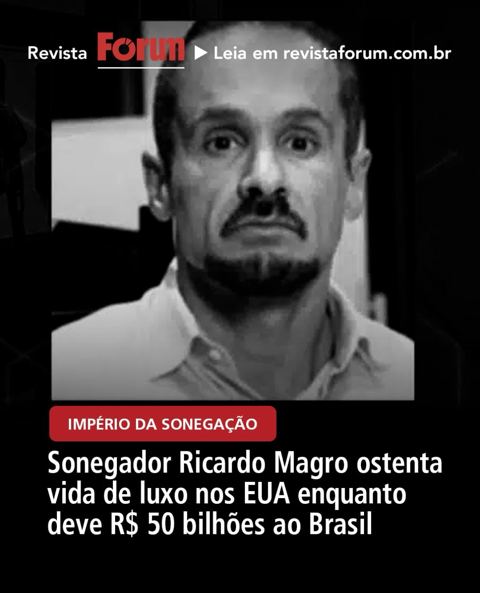 Revista Fórum ▶ Leia em revistaforum.com.br
IMPÉRIO DA SONEGAÇÃO
Sonegador Ricardo Magro ostenta
vida de luxo nos EUA enquanto
deve R$ 50 bilhões ao Brasil